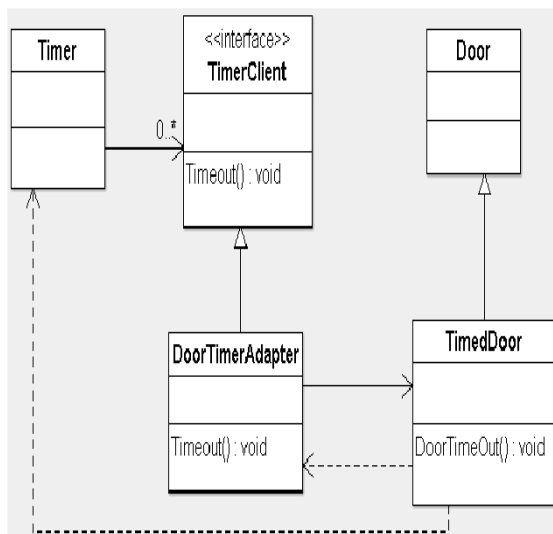 Timer
<<interface>>
TimerClient
Door
0..*
Timeout() : void
DoorTimerAdapter
TimedDoor
Timeout() : void
DoorTimeOut() : void